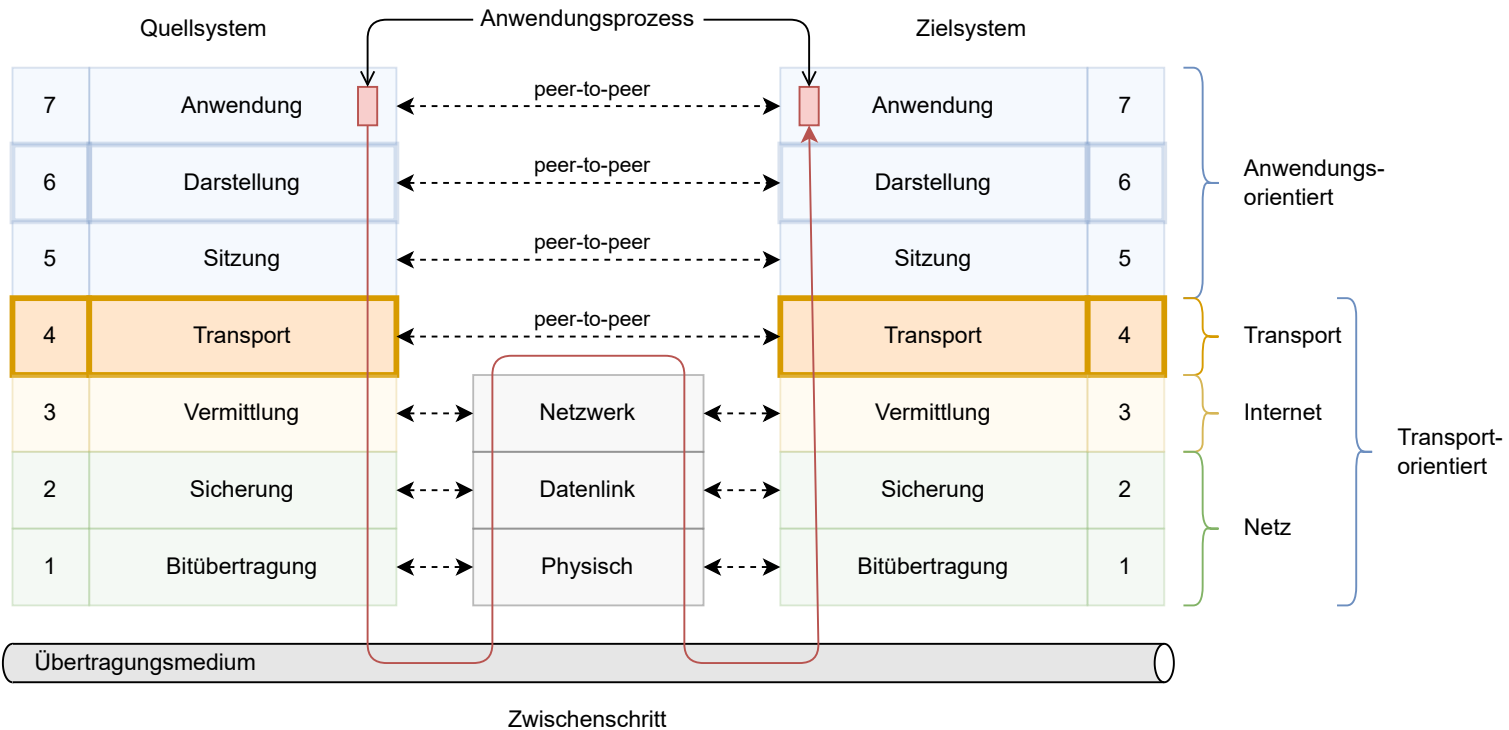 Anwendungsprozess
Quellsystem
Zielsystem
7 Anwendung peer-to-peer Anwendung 7
6 Darstellung peer-to-peer Darstellung 6
Anwendungs-
orientiert
5 Sitzung peer-to-peer Sitzung 5
4 Transport peer-to-peer Transport 4 Transport
3 Vermittlung Netzwerk Vermittlung 3 Internet
Transport-
orientiert
2 Sicherung Datenlink Sicherung 2
Netz
1 Bitübertragung Physisch Bitübertragung 1
Übertragungsmedium
Zwischenschritt